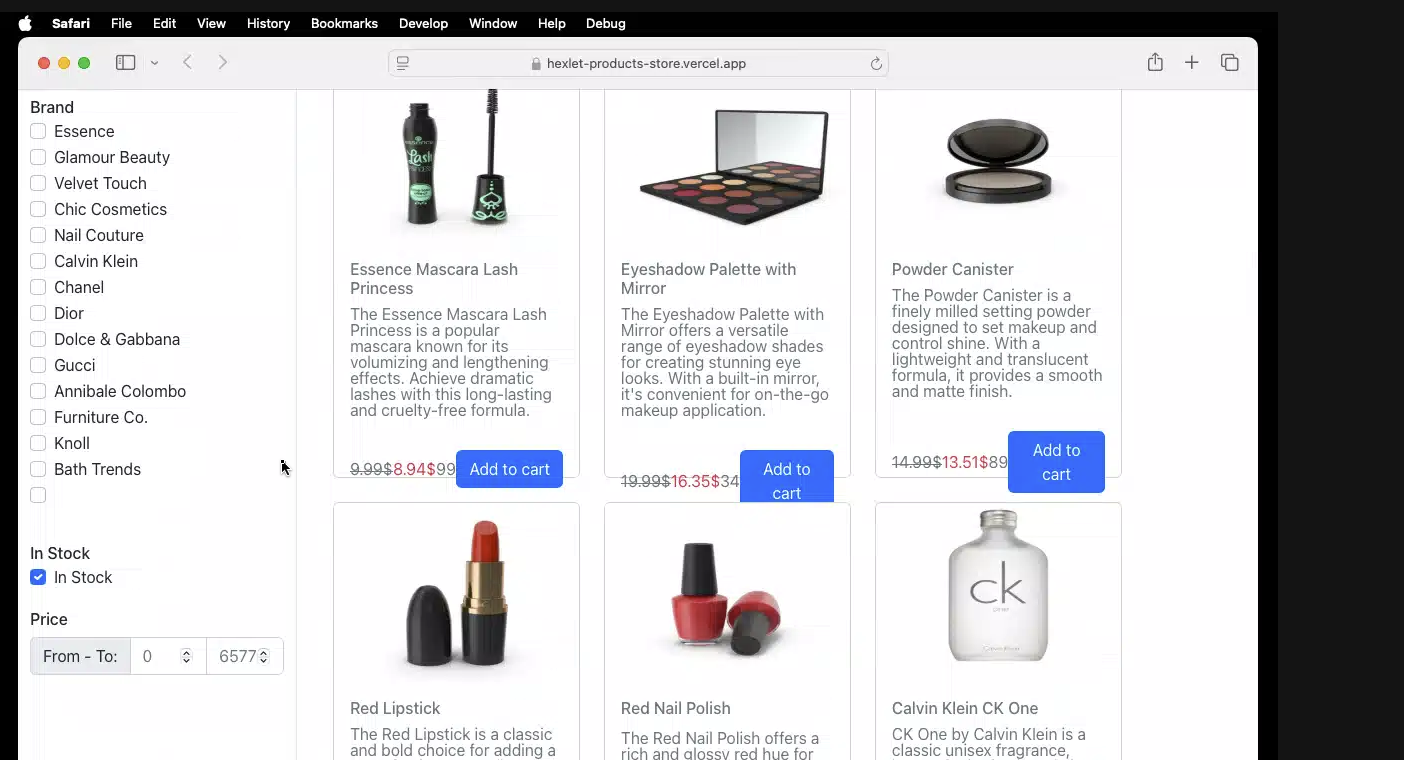 Safari File Edit View History Bookmarks Develop Window Help Debug
hexlet-products-store.vercel.app
Brand
Essence
Glamour Beauty
Velvet Touch
Chic Cosmetics
Nail Couture
Calvin Klein
Chanel
Dior
Dolce & Gabbana
Gucci
Annibale Colombo
Furniture Co.
Knoll
Bath Trends
In Stock
In Stock
Price
From - To: 0 6577
essence
Lash
Essence Mascara Lash
Princess
The Essence Mascara Lash
Princess is a popular
mascara known for its
volumizing and lengthening
effects. Achieve dramatic
lashes with this long-lasting
and cruelty-free formula.
9.99$8.94$99 Add to cart
Eyeshadow Palette with
Mirror
The Eyeshadow Palette with
Mirror offers a versatile
range of eyeshadow shades
for creating stunning eye
looks. With a built-in mirror,
it's convenient for on-the-go
makeup application.
19.99$16.35$34 Add to
cart
Powder Canister
The Powder Canister is a
finely milled setting powder
designed to set makeup and
control shine. With a
lightweight and translucent
formula, it provides a smooth
and matte finish.
14.99$13.51$89 Add to
cart
Red Lipstick
The Red Lipstick is a classic
and bold choice for adding a
Red Nail Polish
The Red Nail Polish offers a
rich and glossy red hue for
ck
Calvin Klein CK One
CK One by Calvin Klein is a
classic unisex fragrance,